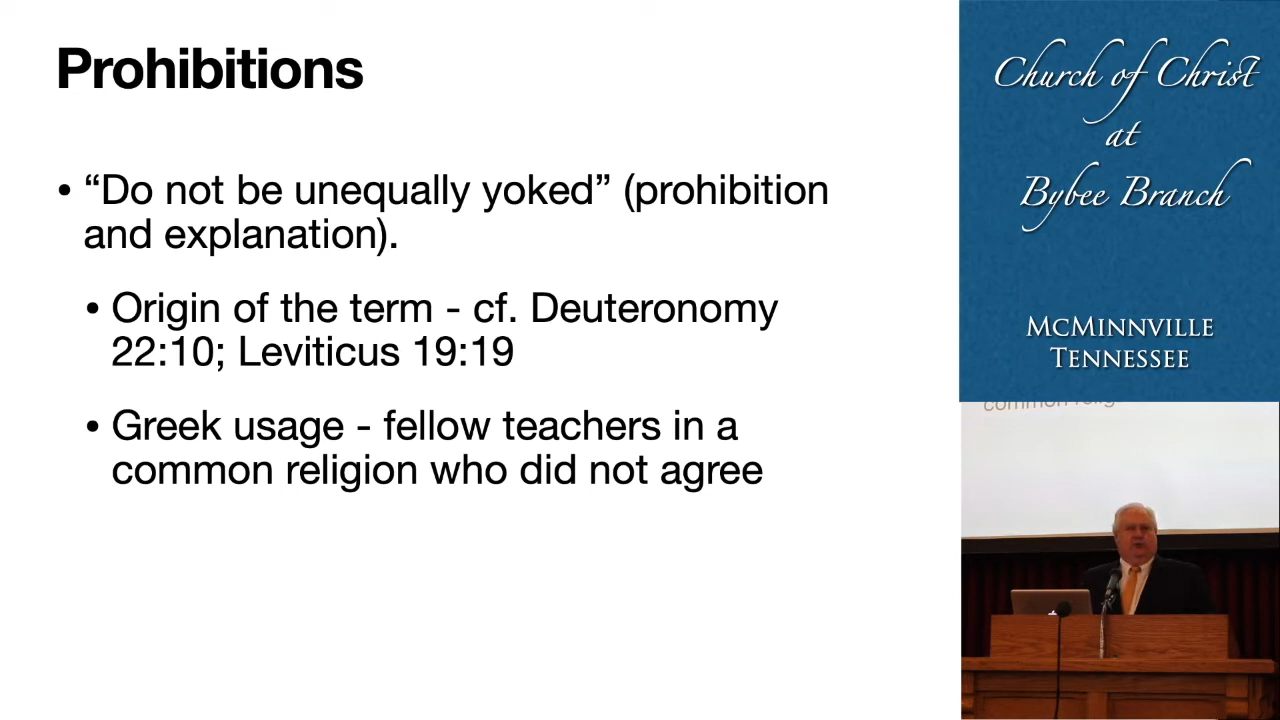 Prohibitions
• “Do not be unequally yoked” (prohibition
and explanation).
• Origin of the term - cf. Deuteronomy
22:10; Leviticus 19:19
• Greek usage - fellow teachers in a
common religion who did not agree
Church of Christ
at
Bybee Branch
McMinnville
Tennessee
common